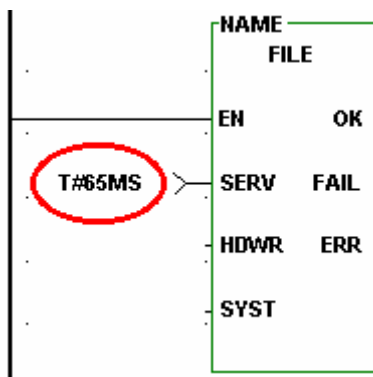 NAME
FILE
EN OK
T#65MS SERV FAIL
HDWR ERR
SYST